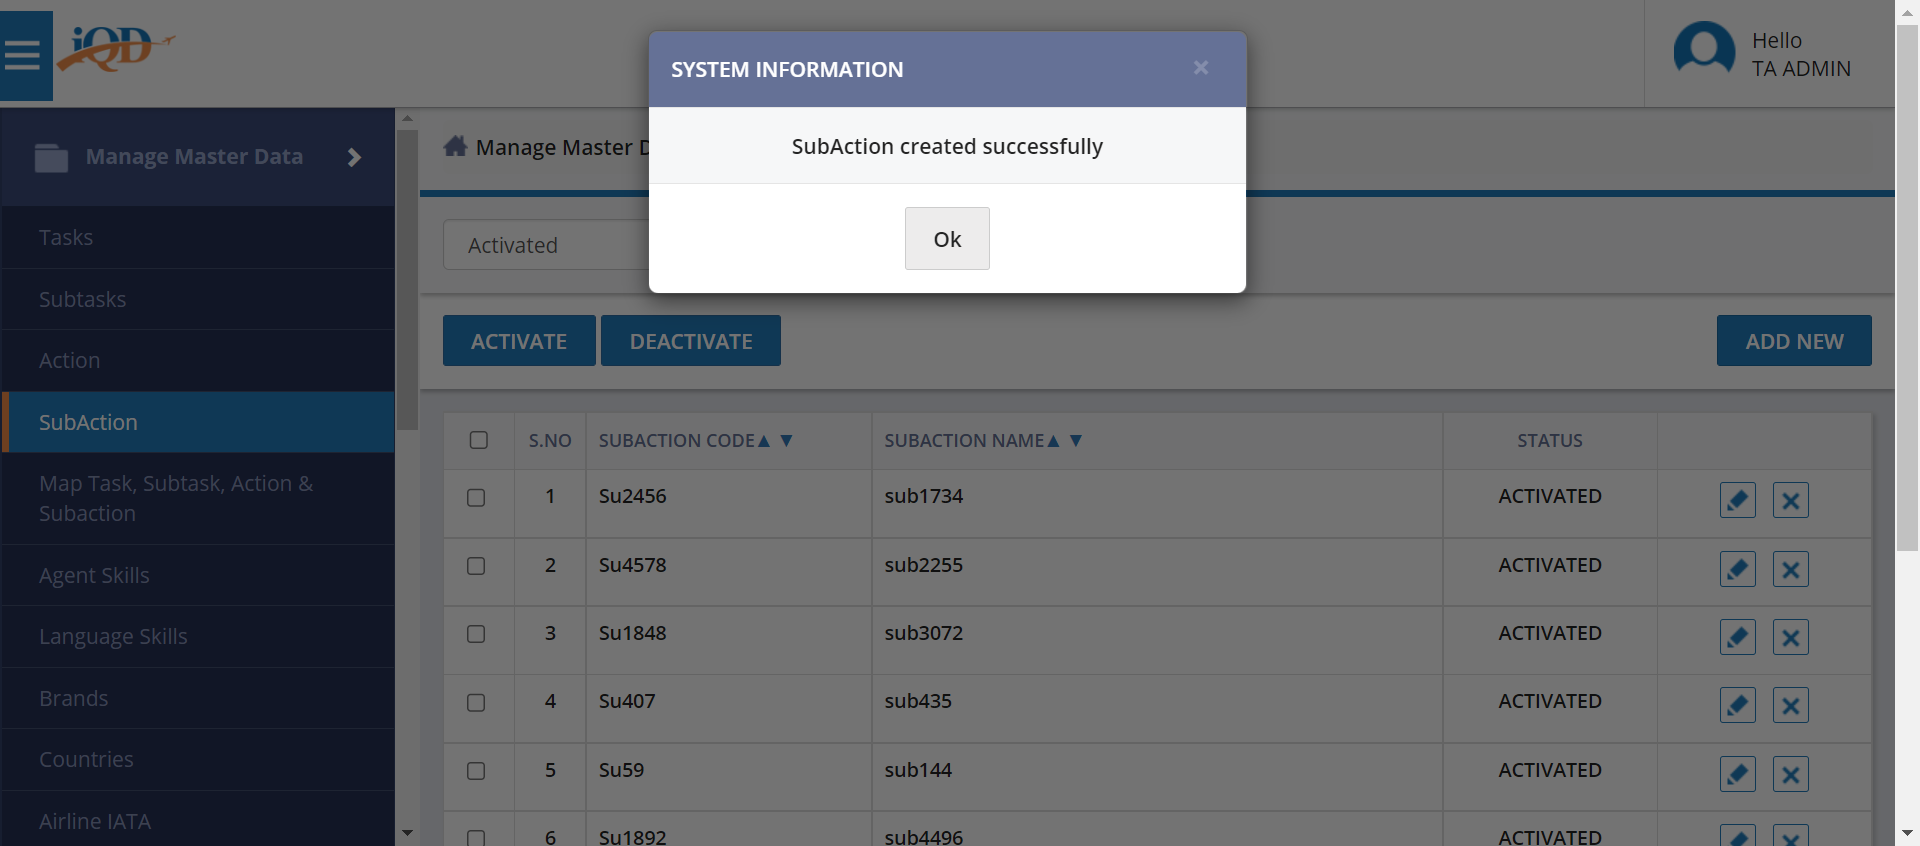 iQD
Hello
TA ADMIN
SYSTEM INFORMATION
×
SubAction created successfully
Ok
Manage Master Data
Tasks
Subtasks
Action
SubAction
Map Task, Subtask, Action &
Subaction
Agent Skills
Language Skills
Brands
Countries
Airline IATA
Manage Master
Activated
ACTIVATE DEACTIVATE ADD NEW
S.NO SUBACTION CODE▲ ▼ SUBACTION NAME▲ ▼ STATUS
1 Su2456 sub1734 ACTIVATED
2 Su4578 sub2255 ACTIVATED
3 Su1848 sub3072 ACTIVATED
4 Su407 sub435 ACTIVATED
5 Su59 sub144 ACTIVATED
6 Su1892 sub4496 ACTIVATED